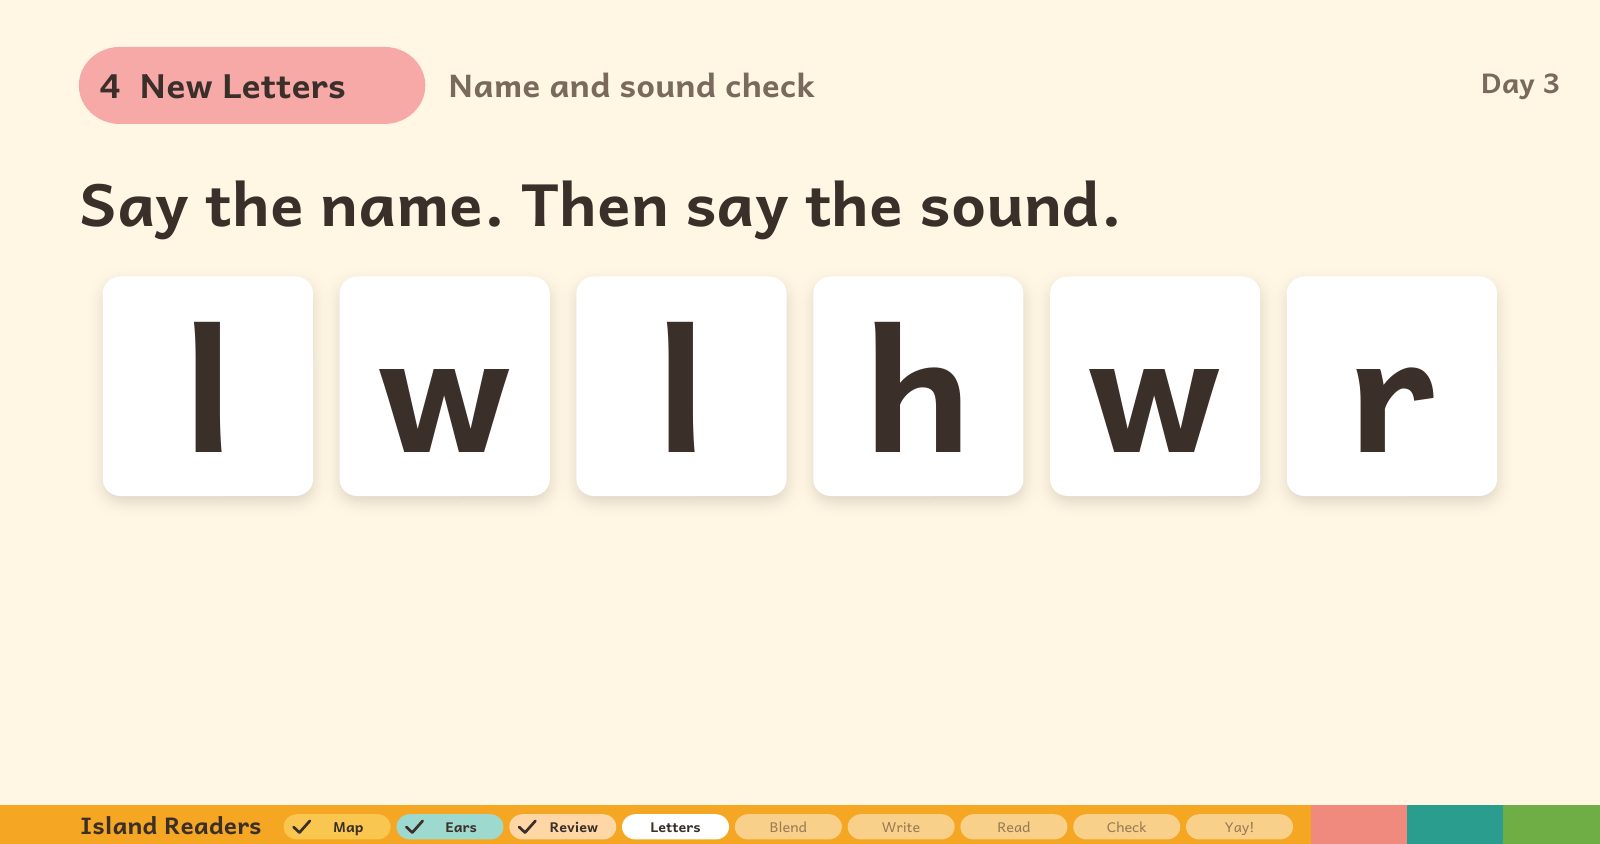 4 New Letters
Name and sound check
Day 3
Say the name. Then say the sound.
l w l h w r
Island Readers Map Ears Review Letters Blend Write Read Check Yay!